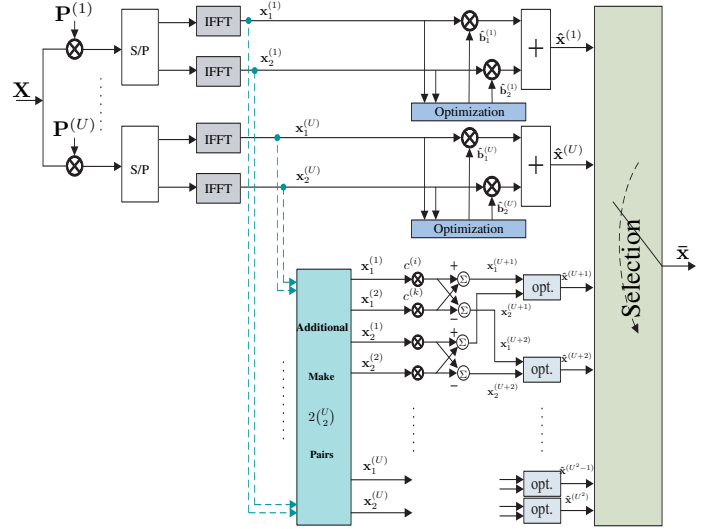 P^(1)
X
P^(U)
S/P
IFFT
IFFT
x_1^(1)
x_2^(1)
b̂_1^(1)
b̂_2^(1)
Optimization
+
x̂^(1)
S/P
IFFT
IFFT
x_1^(U)
x_2^(U)
b̂_1^(U)
b̂_2^(U)
Optimization
+
x̂^(U)
Selection
x̄
Additional
Make
2(U 2)
Pairs
x_1^(1)
x_1^(2)
x_2^(1)
x_2^(2)
x_1^(U)
x_2^(U)
c^(i)
c^(k)
+
Σ
−
Σ
+
Σ
−
Σ
x_1^(U+1)
x_2^(U+1)
x_1^(U+2)
x_2^(U+2)
opt.
x̂^(U+1)
opt.
x̂^(U+2)
opt.
x̂^(U²−1)
opt.
x̂^(U²)